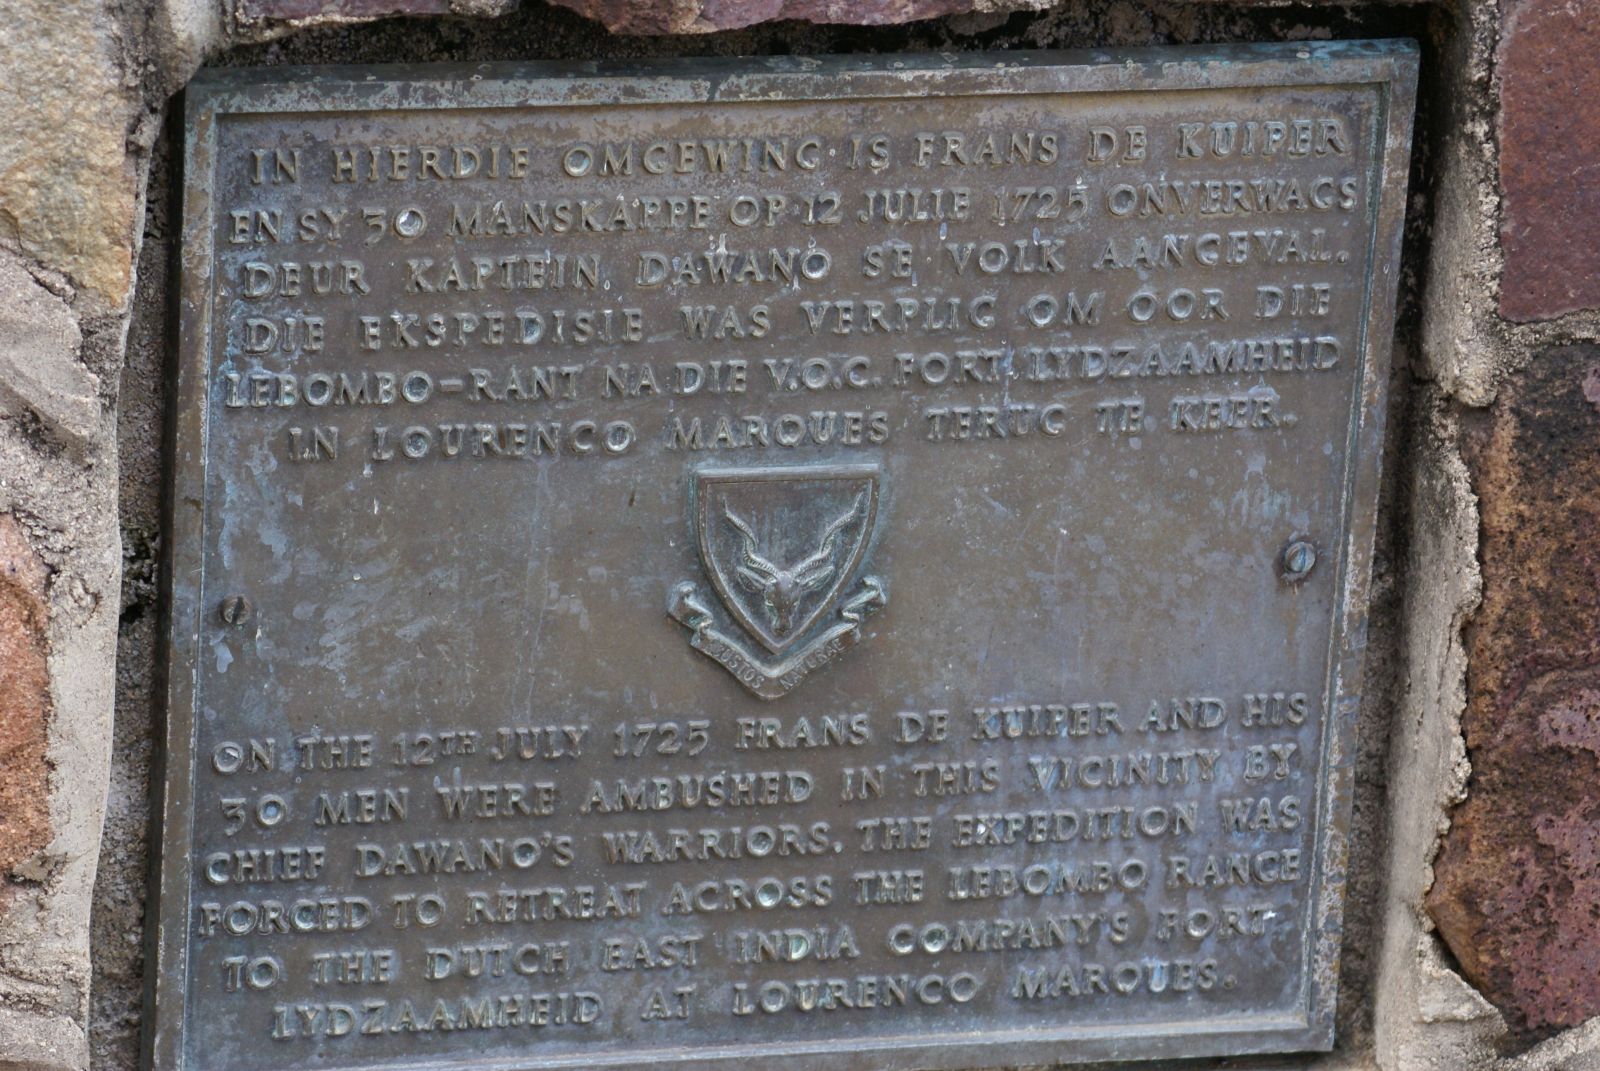 IN HIERDIE OMGEWING IS FRANS DE KUIPER
EN SY 30 MANSKAPPE OP 12 JULIE 1725 ONVERWAGS
DEUR KAPTEIN DAWANO SE VOLK AANGEVAL.
DIE EKSPEDISIE WAS VERPLIG OM OOR DIE
LEBOMBO-RANT NA DIE V.O.C. FORT LYDZAAMHEID
IN LOURENCO MARQUES TERUG TE KEER.
CUSTOS NATURAE
ON THE 12TH JULY 1725 FRANS DE KUIPER AND HIS
30 MEN WERE AMBUSHED IN THIS VICINITY BY
CHIEF DAWANO'S WARRIORS. THE EXPEDITION WAS
FORCED TO RETREAT ACROSS THE LEBOMBO RANGE
TO THE DUTCH EAST INDIA COMPANY'S FORT
LYDZAAMHEID AT LOURENCO MARQUES.